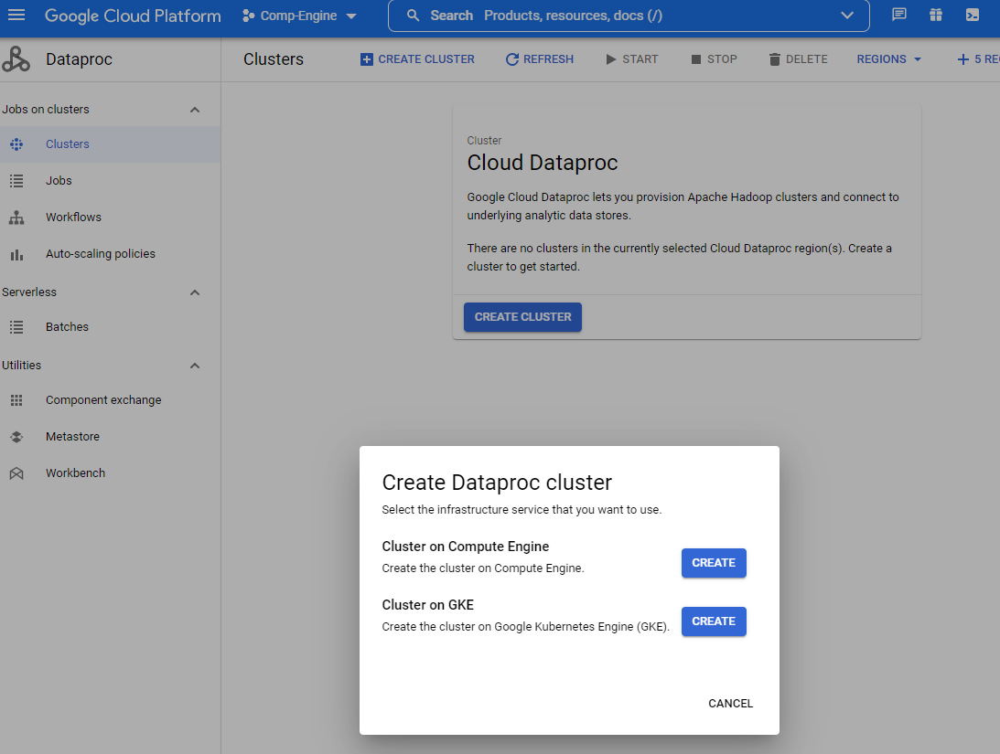 Google Cloud Platform
Comp-Engine
Search Products, resources, docs (/)
Dataproc
Clusters
CREATE CLUSTER
REFRESH
START
STOP
DELETE
REGIONS
5 RE
Jobs on clusters
Clusters
Jobs
Workflows
Auto-scaling policies
Serverless
Batches
Utilities
Component exchange
Metastore
Workbench
Cluster
Cloud Dataproc
Google Cloud Dataproc lets you provision Apache Hadoop clusters and connect to
underlying analytic data stores.
There are no clusters in the currently selected Cloud Dataproc region(s). Create a
cluster to get started.
CREATE CLUSTER
Create Dataproc cluster
Select the infrastructure service that you want to use.
Cluster on Compute Engine
Create the cluster on Compute Engine.
CREATE
Cluster on GKE
Create the cluster on Google Kubernetes Engine (GKE).
CREATE
CANCEL